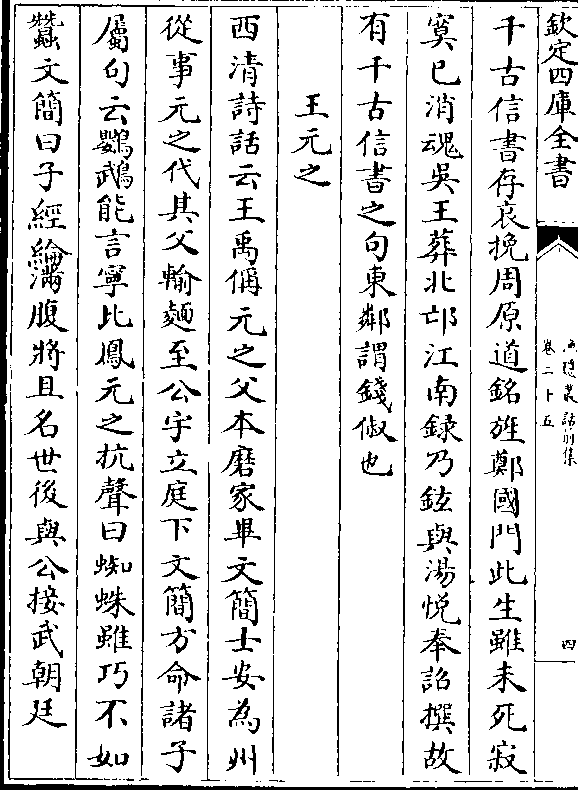 欽定四庫全書
漁隱叢話前集
卷二十五
四
千古信書存哀挽周原道銘旌鄭國門此生雖未死寂
寞已消魂吳王葬北邙江南録乃鉉與湯悅奉詔撰故
有千古信書之句東鄰謂錢俶也
王元之
西清詩話云王禹偁元之父本磨家畢文簡士安為州
從事元之代其父輸麵至公宇立庭下文簡方命諸子
屬句云鸚鵡能言寧比鳳元之抗聲曰蜘蛛雖巧不如
蠶文簡曰子經綸滿腹將且名世後與公接武朝廷